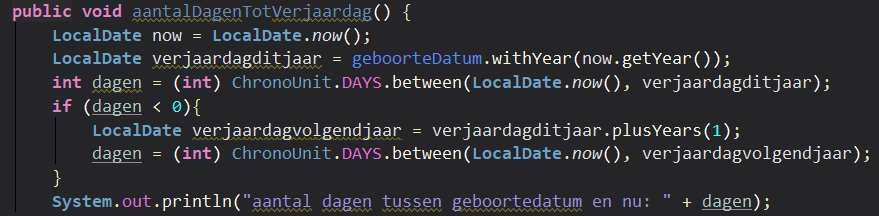 public void aantalDagenTotVerjaardag() {
LocalDate now = LocalDate.now();
LocalDate verjaardagditjaar = geboorteDatum.withYear(now.getYear());
int dagen = (int) ChronoUnit.DAYS.between(LocalDate.now(), verjaardagditjaar);
if (dagen < 0){
LocalDate verjaardagvolgendjaar = verjaardagditjaar.plusYears(1);
dagen = (int) ChronoUnit.DAYS.between(LocalDate.now(), verjaardagvolgendjaar);
}
System.out.println("aantal dagen tussen geboortedatum en nu: " + dagen);